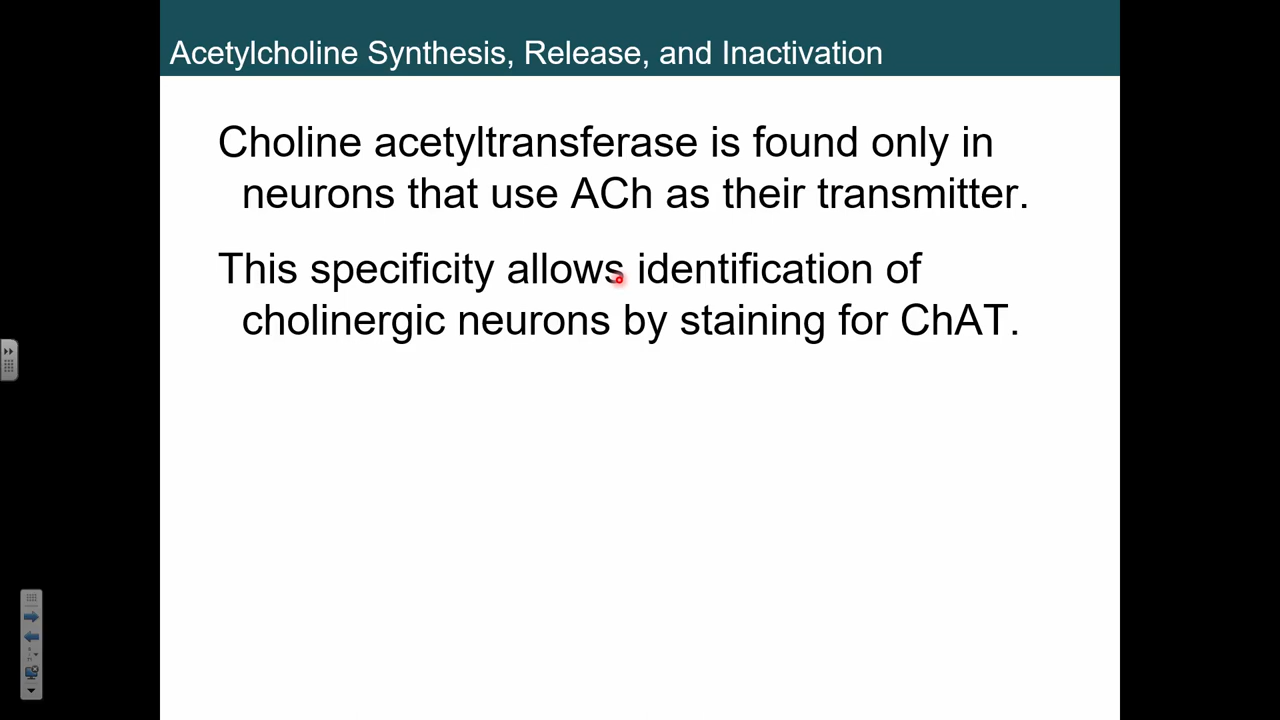 Acetylcholine Synthesis, Release, and Inactivation
Choline acetyltransferase is found only in
neurons that use ACh as their transmitter.
This specificity allows identification of
cholinergic neurons by staining for ChAT.